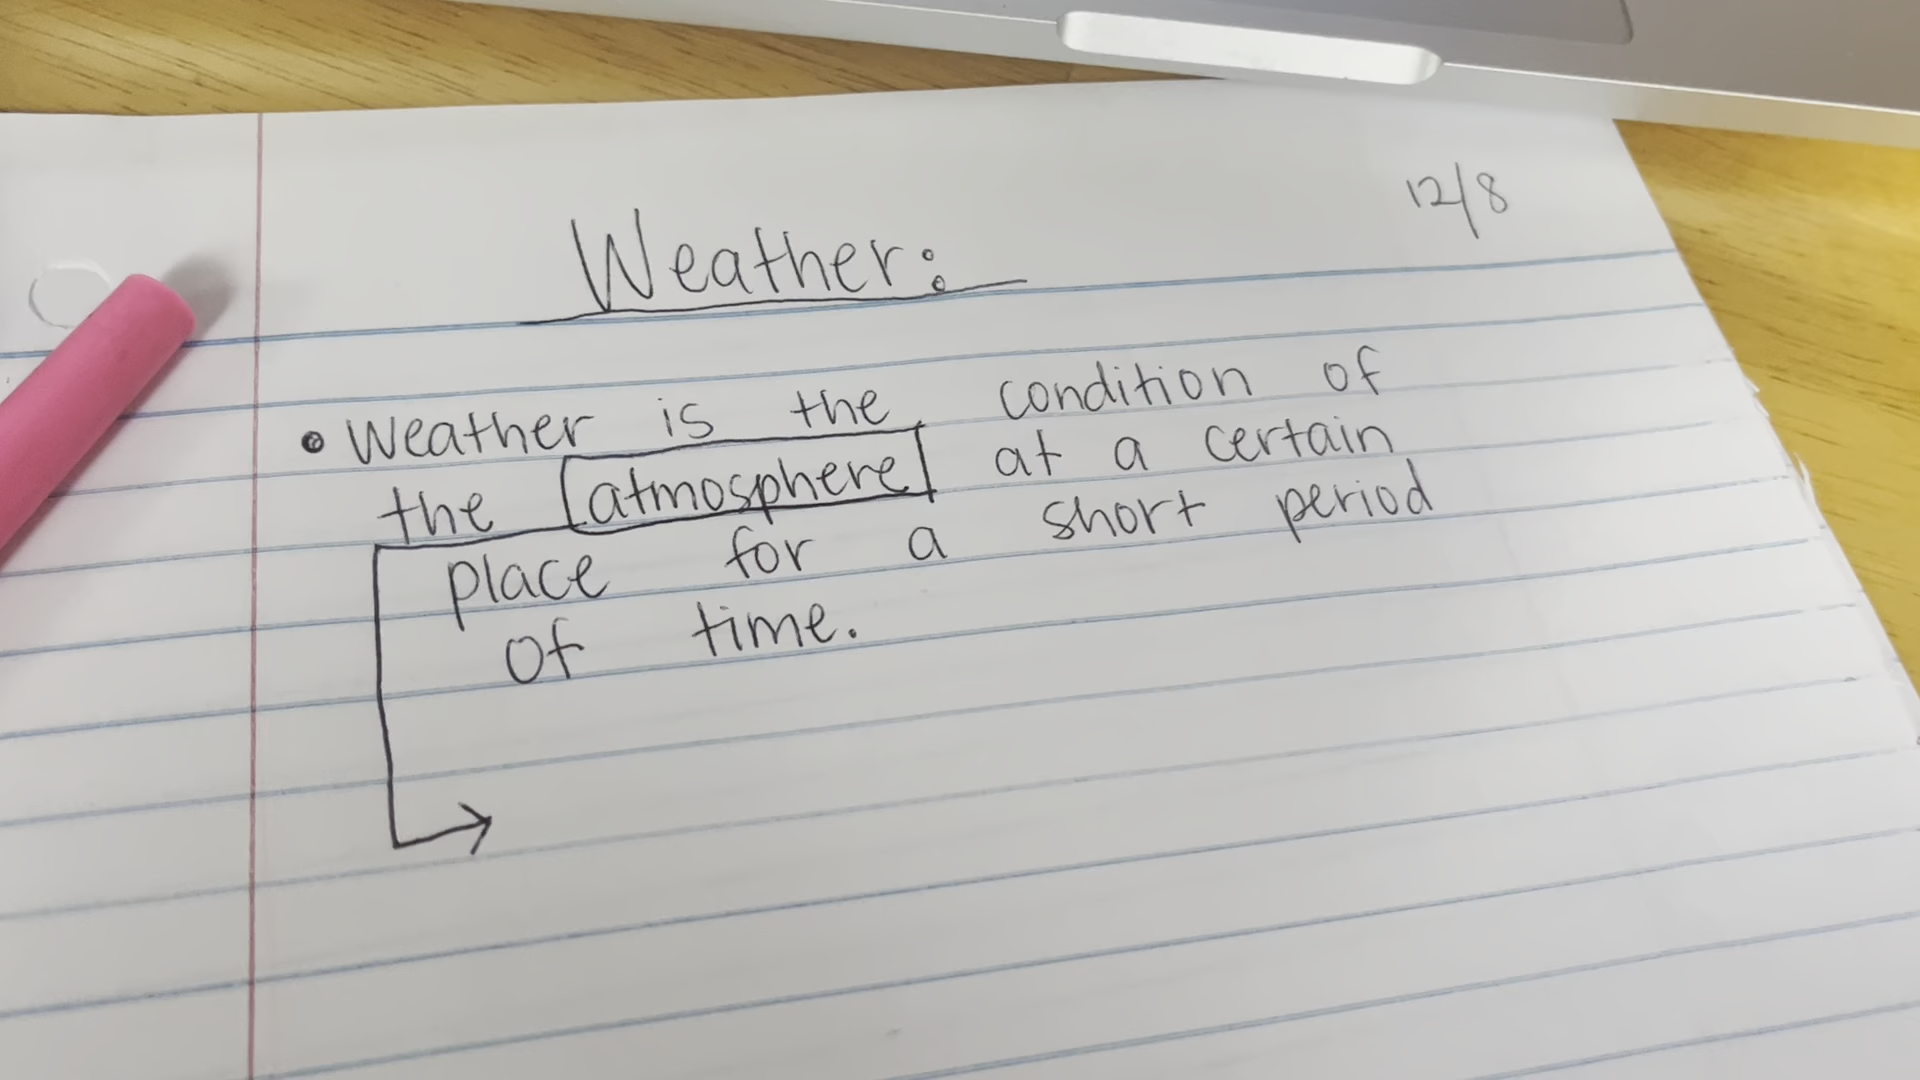 12/8
Weather:
• Weather is the condition of
the atmosphere at a certain
place for a short period
of time.